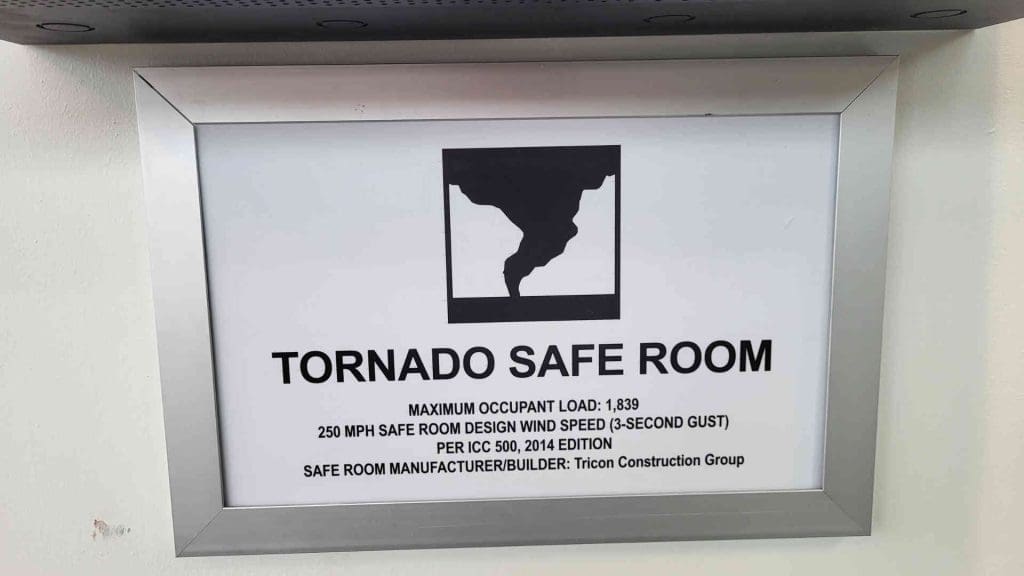 TORNADO SAFE ROOM
MAXIMUM OCCUPANT LOAD: 1,839
250 MPH SAFE ROOM DESIGN WIND SPEED (3-SECOND GUST)
PER ICC 500, 2014 EDITION
SAFE ROOM MANUFACTURER/BUILDER: Tricon Construction Group